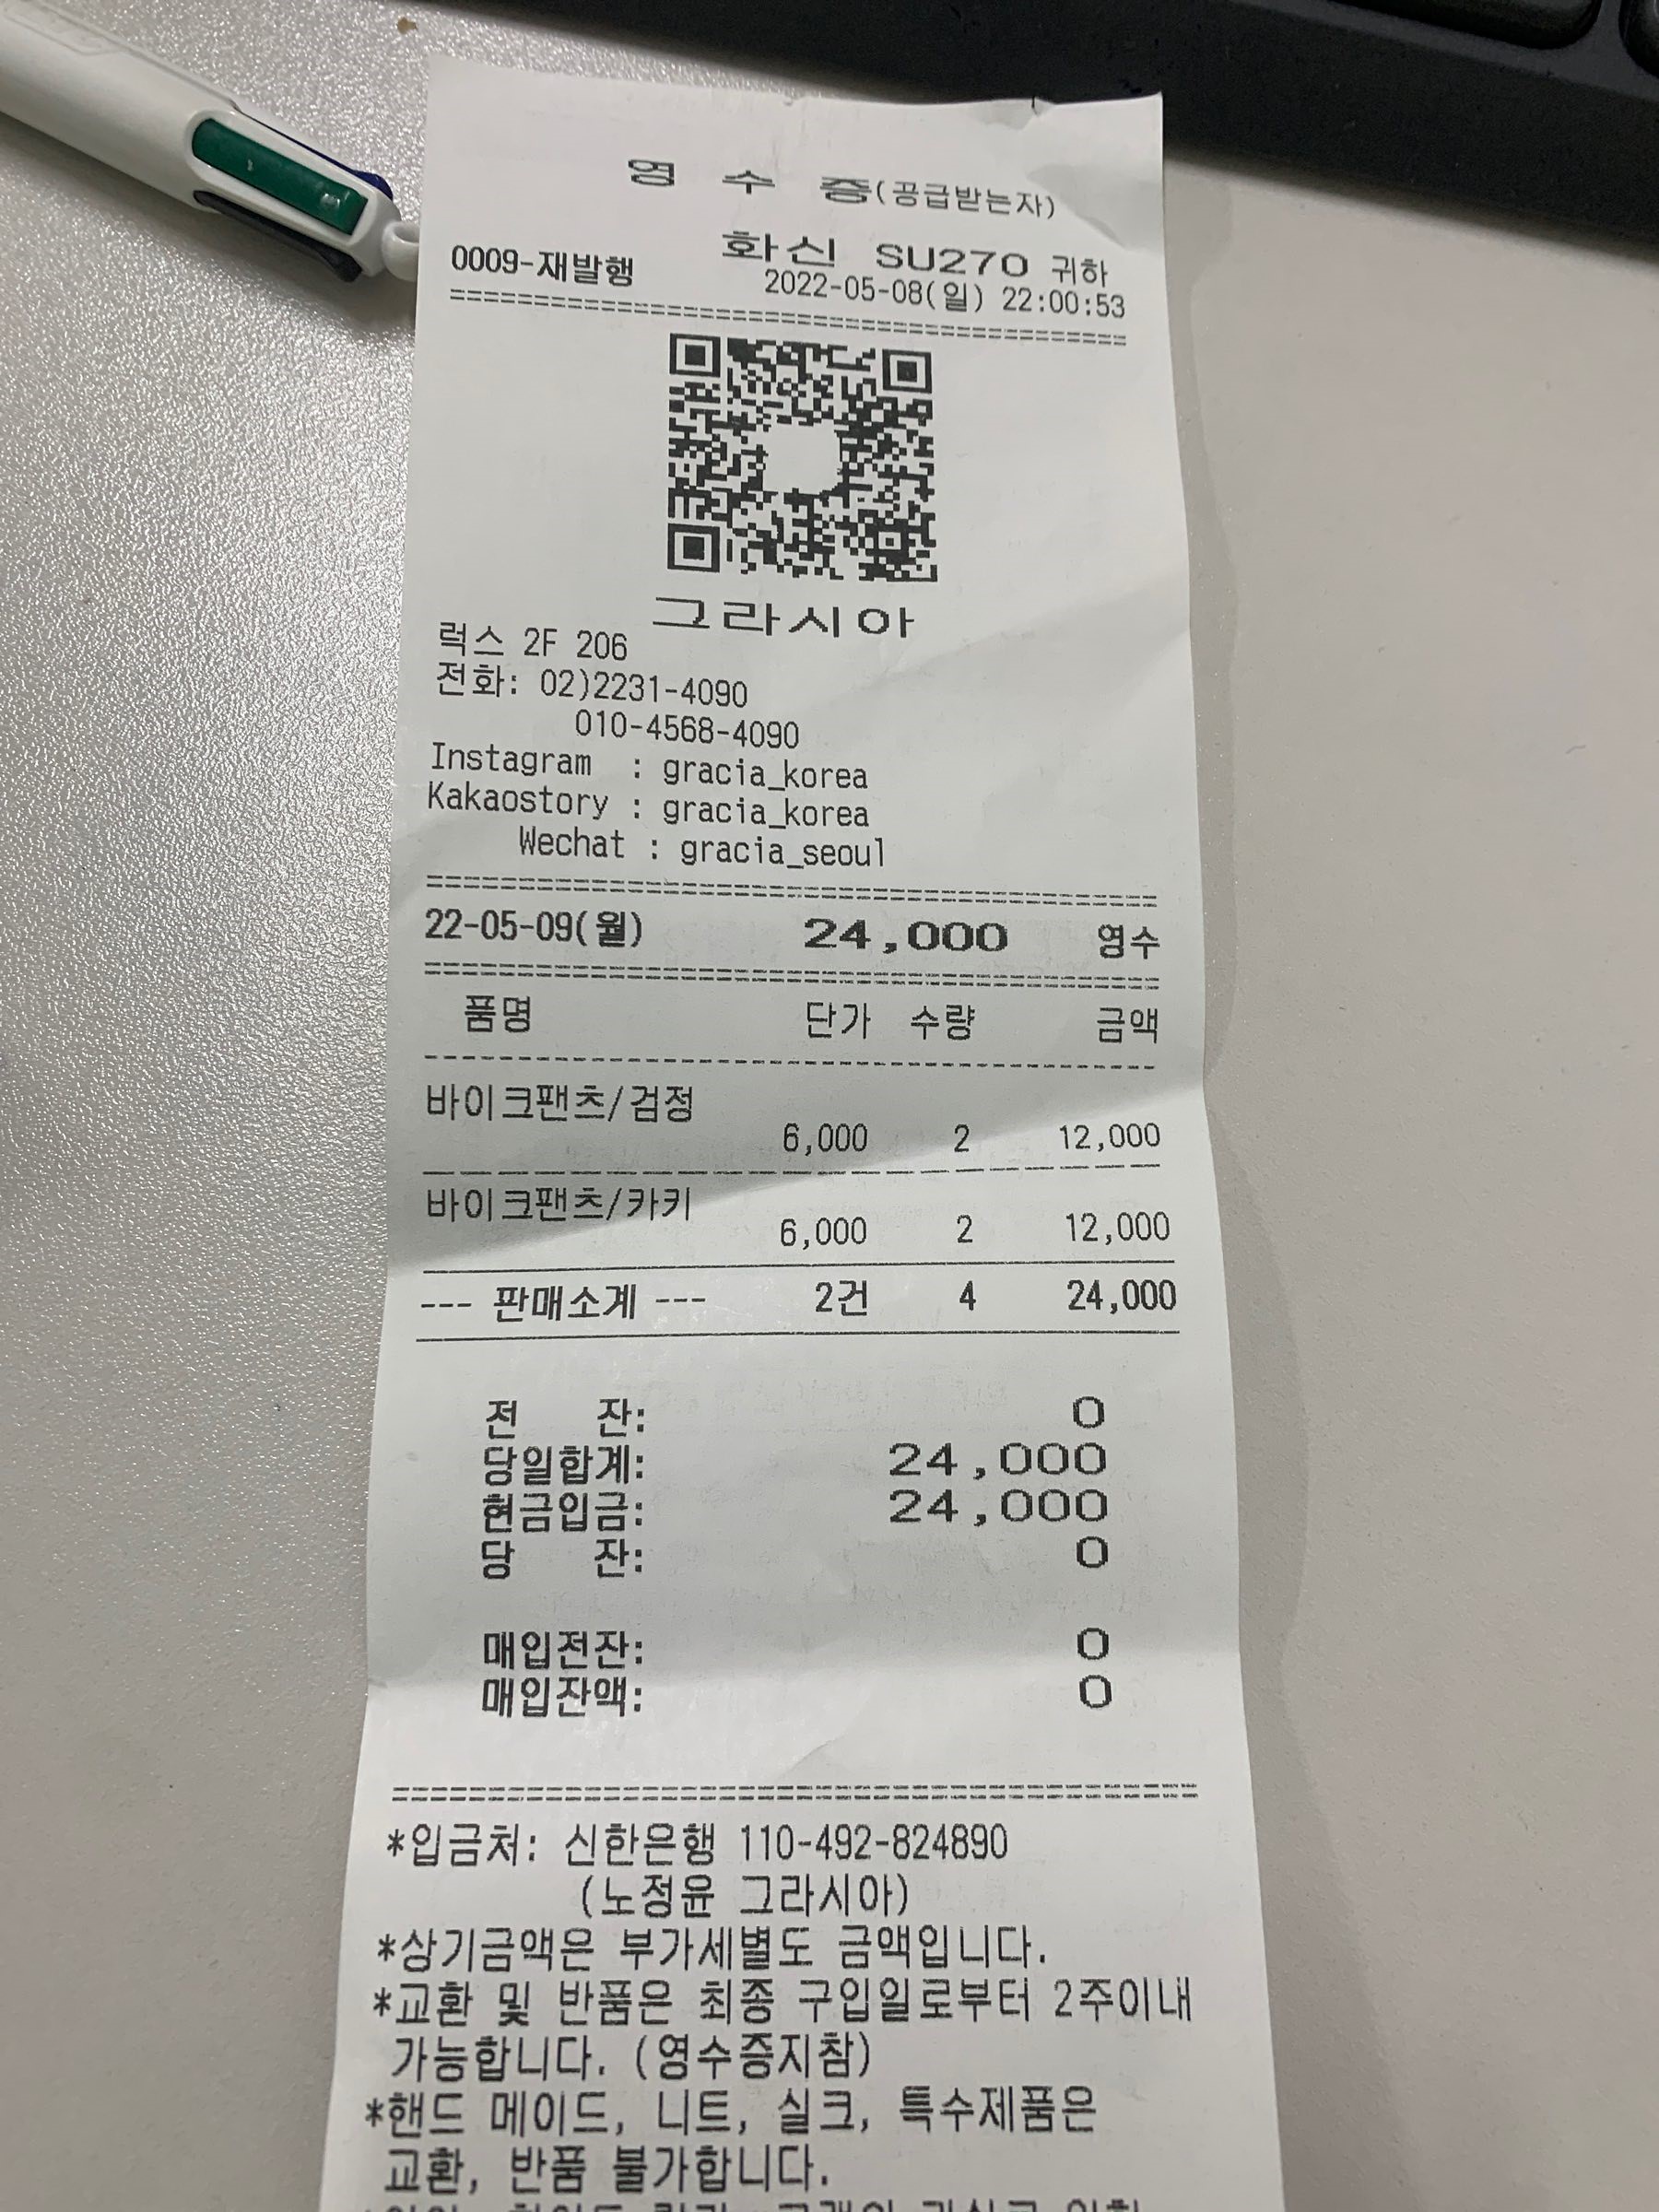 영 수 증(공급받는자)
화신 SU270 귀하
0009-재발행 2022-05-08(일) 22:00:53
그라시아
럭스 2F 206
전화: 02)2231-4090
010-4568-4090
Instagram : gracia_korea
Kakaostory : gracia_korea
Wechat : gracia_seoul
22-05-09(월) 24,000 영수
품명 단가 수량 금액
바이크팬츠/검정
6,000 2 12,000
바이크팬츠/카키
6,000 2 12,000
--- 판매소계 --- 2건 4 24,000
전 잔: 0
당일합계: 24,000
현금입금: 24,000
당 잔: 0
매입전잔: 0
매입잔액: 0
*입금처: 신한은행 110-492-824890
(노정윤 그라시아)
*상기금액은 부가세별도 금액입니다.
*교환 및 반품은 최종 구입일로부터 2주이내
가능합니다. (영수증지참)
*핸드 메이드, 니트, 실크, 특수제품은
교환, 반품 불가합니다.